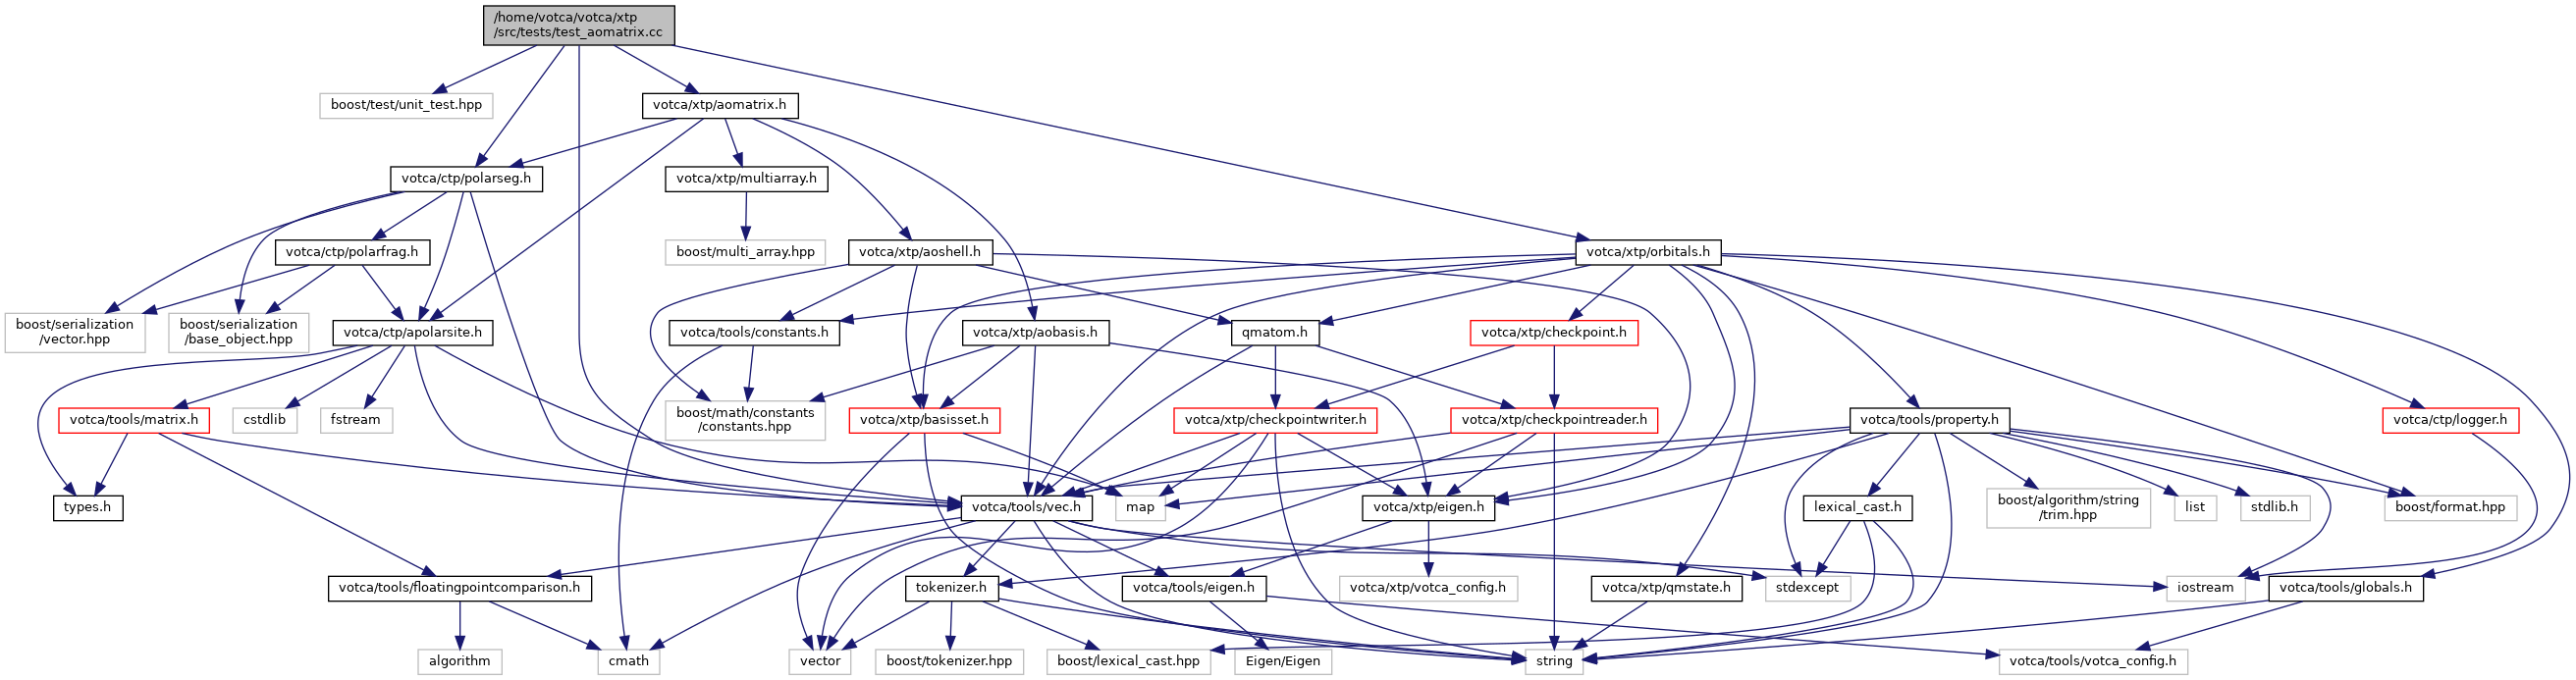 /home/votca/votca/xtp
/src/tests/test_aomatrix.cc
boost/test/unit_test.hpp
votca/xtp/aomatrix.h
votca/ctp/polarseg.h
votca/xtp/multiarray.h
votca/ctp/polarfrag.h
boost/multi_array.hpp
votca/xtp/aoshell.h
votca/xtp/orbitals.h
boost/serialization
/vector.hpp
boost/serialization
/base_object.hpp
votca/ctp/apolarsite.h
votca/tools/constants.h
votca/xtp/aobasis.h
qmatom.h
votca/xtp/checkpoint.h
votca/tools/matrix.h
cstdlib
fstream
boost/math/constants
/constants.hpp
votca/xtp/basisset.h
votca/xtp/checkpointwriter.h
votca/xtp/checkpointreader.h
votca/tools/property.h
votca/ctp/logger.h
types.h
votca/tools/vec.h
map
votca/xtp/eigen.h
lexical_cast.h
boost/algorithm/string
/trim.hpp
list
stdlib.h
boost/format.hpp
votca/tools/floatingpointcomparison.h
tokenizer.h
votca/tools/eigen.h
votca/xtp/votca_config.h
votca/xtp/qmstate.h
stdexcept
iostream
votca/tools/globals.h
algorithm
cmath
vector
boost/tokenizer.hpp
boost/lexical_cast.hpp
Eigen/Eigen
string
votca/tools/votca_config.h